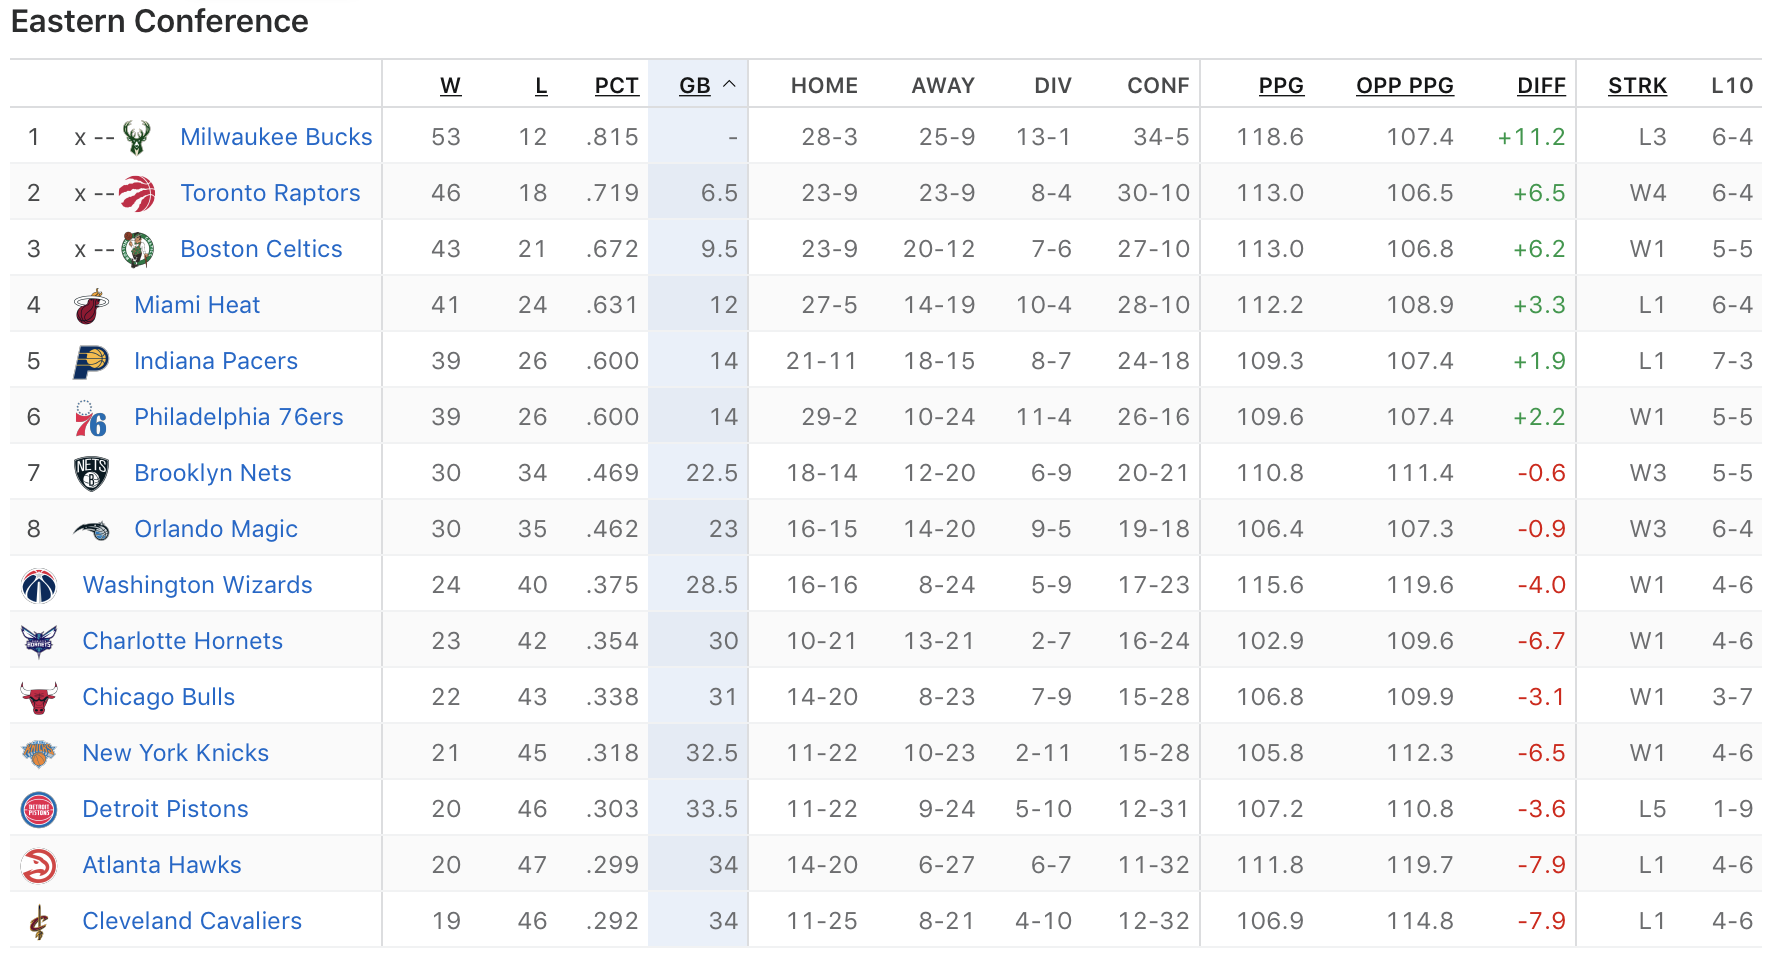 Eastern Conference
W L PCT GB ^ HOME AWAY DIV CONF PPG OPP PPG DIFF STRK L10
1 x -- Milwaukee Bucks 53 12 .815 - 28-3 25-9 13-1 34-5 118.6 107.4 +11.2 L3 6-4
2 x -- Toronto Raptors 46 18 .719 6.5 23-9 23-9 8-4 30-10 113.0 106.5 +6.5 W4 6-4
3 x -- Boston Celtics 43 21 .672 9.5 23-9 20-12 7-6 27-10 113.0 106.8 +6.2 W1 5-5
4 Miami Heat 41 24 .631 12 27-5 14-19 10-4 28-10 112.2 108.9 +3.3 L1 6-4
5 Indiana Pacers 39 26 .600 14 21-11 18-15 8-7 24-18 109.3 107.4 +1.9 L1 7-3
6 76 Philadelphia 76ers 39 26 .600 14 29-2 10-24 11-4 26-16 109.6 107.4 +2.2 W1 5-5
7 NETS B Brooklyn Nets 30 34 .469 22.5 18-14 12-20 6-9 20-21 110.8 111.4 -0.6 W3 5-5
8 Orlando Magic 30 35 .462 23 16-15 14-20 9-5 19-18 106.4 107.3 -0.9 W3 6-4
Washington Wizards 24 40 .375 28.5 16-16 8-24 5-9 17-23 115.6 119.6 -4.0 W1 4-6
HORNETS Charlotte Hornets 23 42 .354 30 10-21 13-21 2-7 16-24 102.9 109.6 -6.7 W1 4-6
Chicago Bulls 22 43 .338 31 14-20 8-23 7-9 15-28 106.8 109.9 -3.1 W1 3-7
New York Knicks 21 45 .318 32.5 11-22 10-23 2-11 15-28 105.8 112.3 -6.5 W1 4-6
DETROIT PISTONS Detroit Pistons 20 46 .303 33.5 11-22 9-24 5-10 12-31 107.2 110.8 -3.6 L5 1-9
Atlanta Hawks 20 47 .299 34 14-20 6-27 6-7 11-32 111.8 119.7 -7.9 L1 4-6
Cleveland Cavaliers 19 46 .292 34 11-25 8-21 4-10 12-32 106.9 114.8 -7.9 L1 4-6